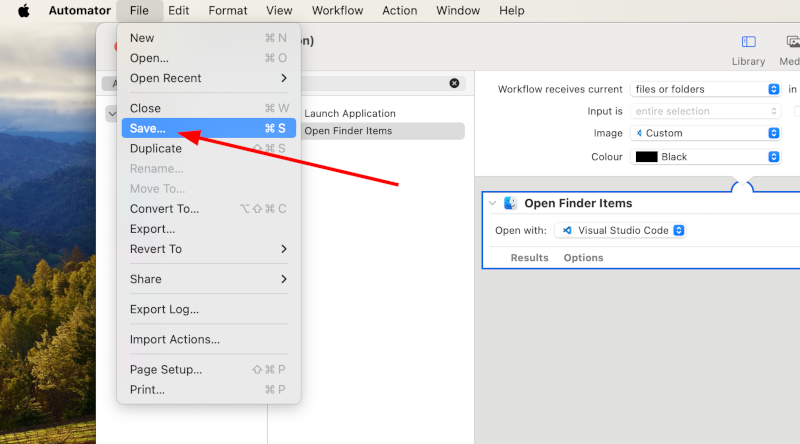 Automator File Edit Format View Workflow Action Window Help
New ⌘ N
Open... ⌘ O
Open Recent
Close ⌘ W
Save... ⌘ S
Duplicate ⇧ ⌘ S
Rename...
Move To...
Convert To... ⌥ ⇧ ⌘ C
Export...
Revert To
Share
Export Log...
Import Actions...
Page Setup... ⇧ ⌘ P
Print... ⌘ P
Launch Application
Open Finder Items
Library
Workflow receives current files or folders in
Input is entire selection
Image Custom
Colour Black
Open Finder Items
Open with: Visual Studio Code
Results Options